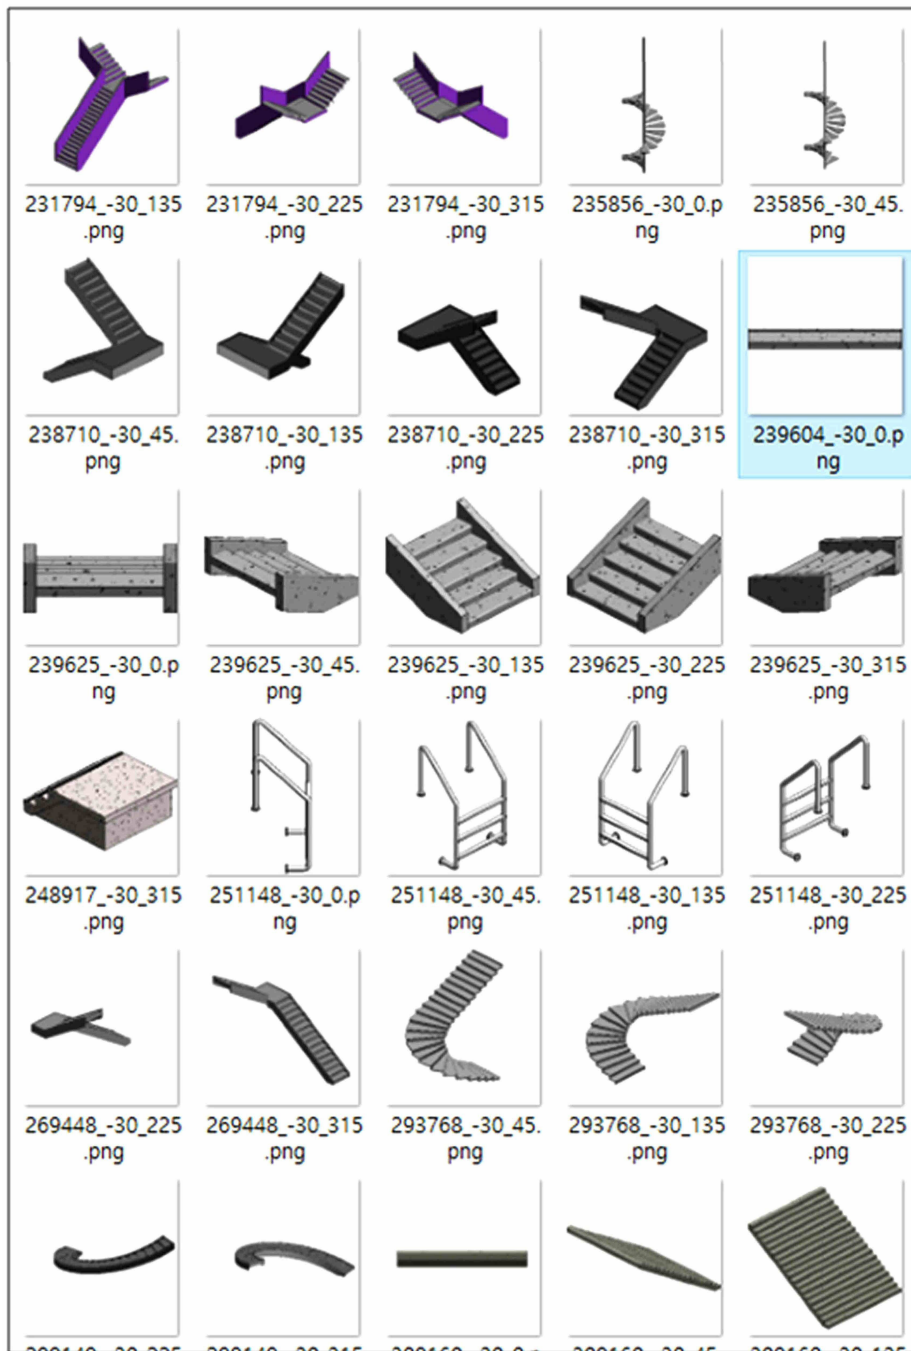 231794_-30_135
.png
231794_-30_225
.png
231794_-30_315
.png
235856_-30_0.p
ng
235856_-30_45.
png
238710_-30_45.
png
238710_-30_135
.png
238710_-30_225
.png
238710_-30_315
.png
239604_-30_0.p
ng
239625_-30_0.p
ng
239625_-30_45.
png
239625_-30_135
.png
239625_-30_225
.png
239625_-30_315
.png
248917_-30_315
.png
251148_-30_0.p
ng
251148_-30_45.
png
251148_-30_135
.png
251148_-30_225
.png
269448_-30_225
.png
269448_-30_315
.png
293768_-30_45.
png
293768_-30_135
.png
293768_-30_225
.png